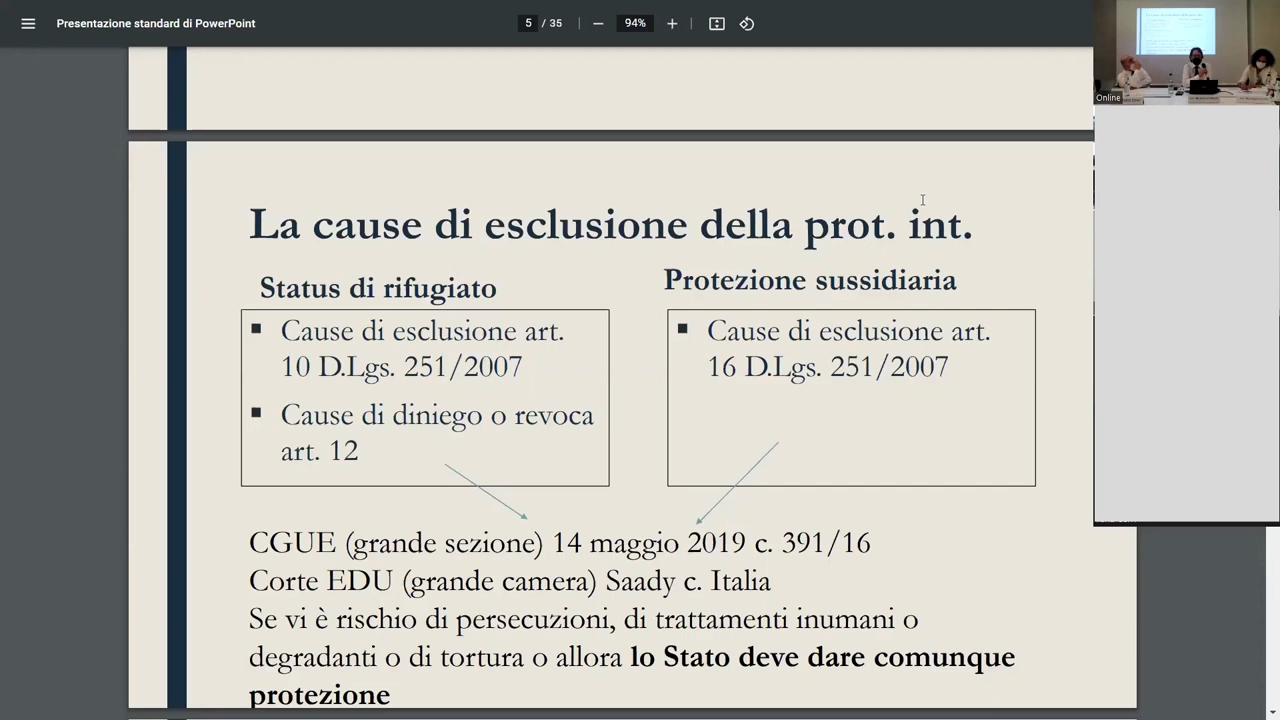 Presentazione standard di PowerPoint
5 / 35
94%
Online
La cause di esclusione della prot. int.
Status di rifugiato
Cause di esclusione art.
10 D.Lgs. 251/2007
Cause di diniego o revoca
art. 12
Protezione sussidiaria
Cause di esclusione art.
16 D.Lgs. 251/2007
CGUE (grande sezione) 14 maggio 2019 c. 391/16
Corte EDU (grande camera) Saady c. Italia
Se vi è rischio di persecuzioni, di trattamenti inumani o
degradanti o di tortura o allora lo Stato deve dare comunque
protezione